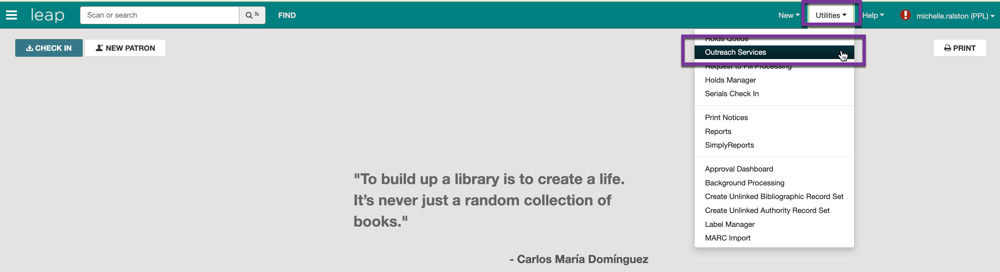 leap
Scan or search
FIND
New
Utilities
Help
michelle.ralston (PPL)
CHECK IN
NEW PATRON
PRINT
Holds Queue
Outreach Services
Request to Fill Processing
Holds Manager
Serials Check In
Print Notices
Reports
SimplyReports
Approval Dashboard
Background Processing
Create Unlinked Bibliographic Record Set
Create Unlinked Authority Record Set
Label Manager
MARC Import
"To build up a library is to create a life.
It’s never just a random collection of
books."
- Carlos María Domínguez